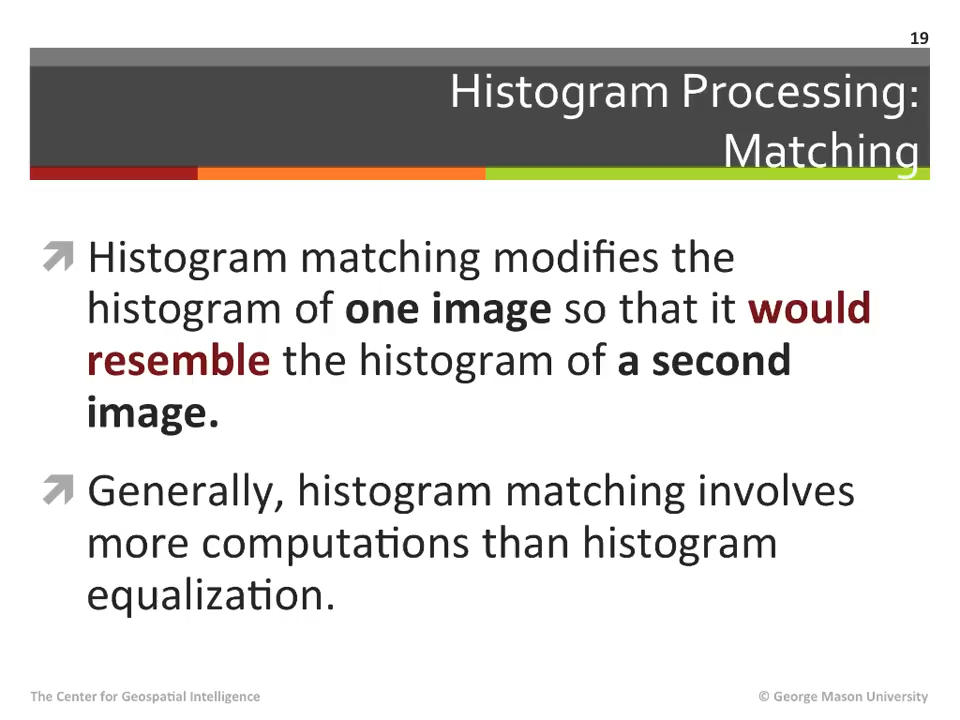 19
Histogram Processing:
Matching
Histogram matching modifies the
histogram of one image so that it would
resemble the histogram of a second
image.
Generally, histogram matching involves
more computations than histogram
equalization.
The Center for Geospatial Intelligence
© George Mason University